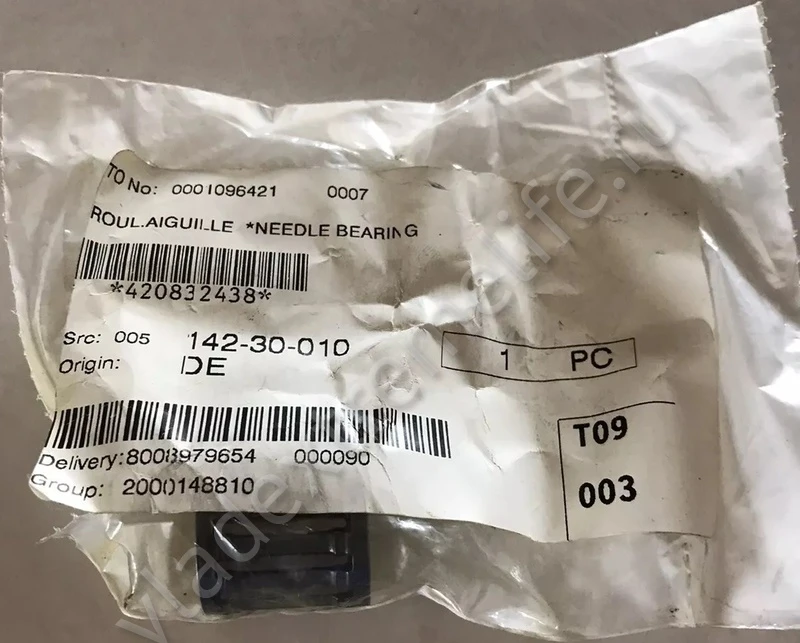 TO No: 0001096421 0007
ROUL.AIGUILLE *NEEDLE BEARING
*420832438*
Src: 005 142-30-010
Origin: DE
1 PC
Delivery:8008979654 000090
Group: 2000148810
T09
003